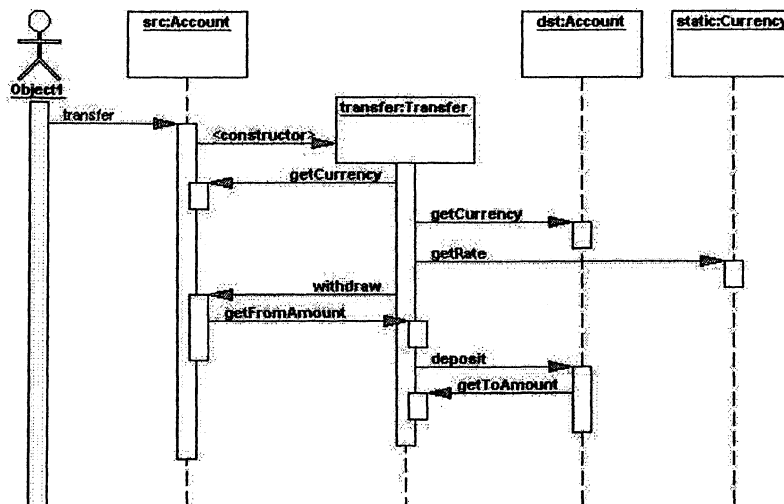 src:Account
dst:Account
static:Currency
Object1
transfer:Transfer
transfer
<constructor>
getCurrency
getCurrency
getRate
withdraw
getFromAmount
deposit
getToAmount